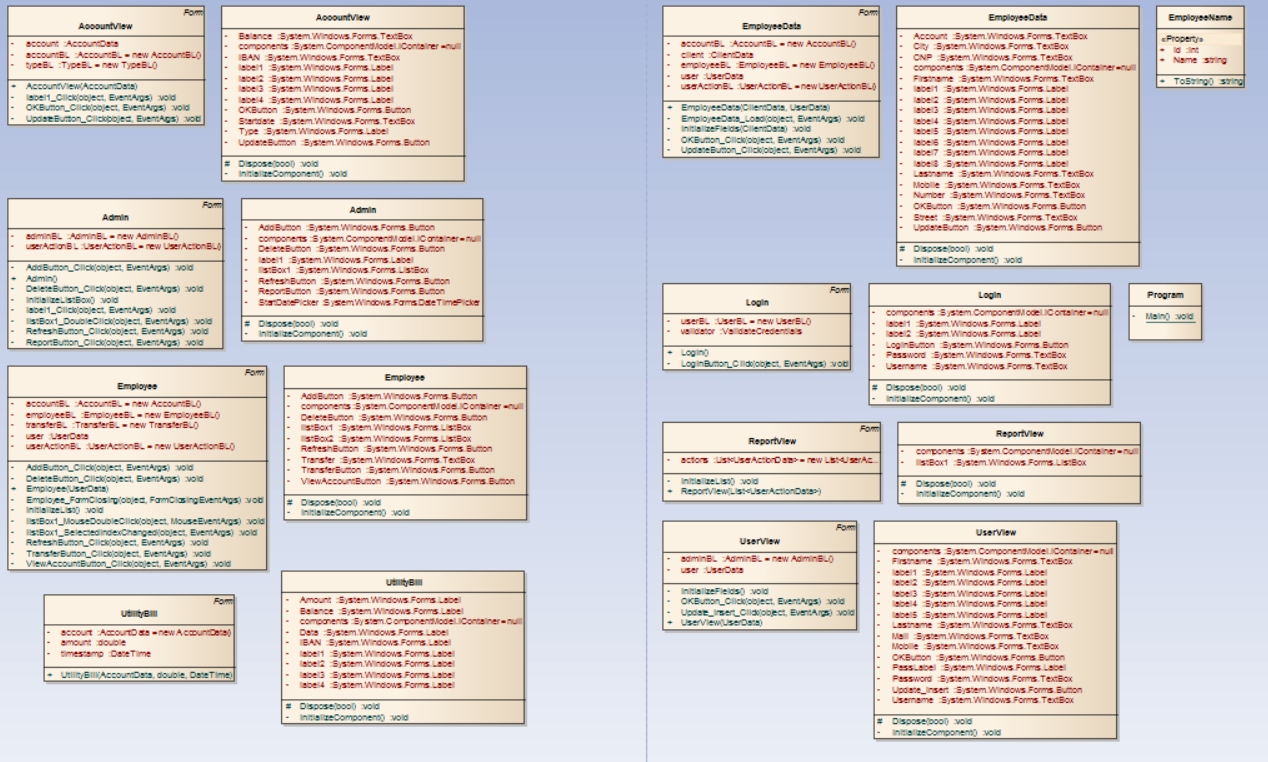 Form
AccountView
- account :AccountData
- accountBL :AccountBL = new AccountBL()
- typeBL :TypeBL = new TypeBL()
+ AccountView(AccountData)
- label1_Click(object, EventArgs) :void
- OKButton_Click(object, EventArgs) :void
- UpdateButton_Click(object, EventArgs) :void
AccountView
- Balance :System.Windows.Forms.TextBox
- components :System.ComponentModel.IContainer = null
- IBAN :System.Windows.Forms.TextBox
- label1 :System.Windows.Forms.Label
- label2 :System.Windows.Forms.Label
- label3 :System.Windows.Forms.Label
- label4 :System.Windows.Forms.Label
- OKButton :System.Windows.Forms.Button
- Startdate :System.Windows.Forms.TextBox
- Type :System.Windows.Forms.Label
- UpdateButtton :System.Windows.Forms.Button
# Dispose(bool) :void
- InitializeComponent() :void
Form
Admin
- adminBL :AdminBL = new AdminBL()
- userActionBL :UserActionBL = new UserActionBL()
- AddButton_Click(object, EventArgs) :void
+ Admin()
- DeleteButton_Click(object, EventArgs) :void
- InitializeListBox() :void
- label1_Click(object, EventArgs) :void
- listBox1_DoubleClick(object, EventArgs) :void
- RefreshButton_Click(object, EventArgs) :void
- ReportButton_Click(object, EventArgs) :void
Admin
- AddButton :System.Windows.Forms.Button
- components :System.ComponentModel.IContainer = null
- DeleteButton :System.Windows.Forms.Button
- label1 :System.Windows.Forms.Label
- listBox1 :System.Windows.Forms.ListBox
- RefreshButton :System.Windows.Forms.Button
- ReportButton :System.Windows.Forms.Button
- StartDatePicker :System.Windows.Forms.DateTimePicker
# Dispose(bool) :void
- InitializeComponent() :void
Form
Employee
- accountBL :AccountBL = new AccountBL()
- employeeBL :EmployeeBL = new EmployeeBL()
- transferBL :TransferBL = new TransferBL()
- user :UserData
- userActionBL :UserActionBL = new UserActionBL()
- AddButton_Click(object, EventArgs) :void
- DeleteButton_Click(object, EventArgs) :void
+ Employee(UserData)
- Employee_FormClosing(object, FormClosingEventArgs) :void
- InitializeList() :void
- listBox1_MouseDoubleClick(object, MouseEventArgs) :void
- listBox1_SelectedIndexChanged(object, EventArgs) :void
- RefreshButton_Click(object, EventArgs) :void
- TransferButton_Click(object, EventArgs) :void
- ViewAccountButton_Click(object, EventArgs) :void
Employee
- AddButton :System.Windows.Forms.Button
- components :System.ComponentModel.IContainer = null
- DeleteButton :System.Windows.Forms.Button
- listBox1 :System.Windows.Forms.ListBox
- listBox2 :System.Windows.Forms.ListBox
- RefreshButton :System.Windows.Forms.Button
- Transfer :System.Windows.Forms.TextBox
- TransferButton :System.Windows.Forms.Button
- ViewAccountButton :System.Windows.Forms.Button
# Dispose(bool) :void
- InitializeComponent() :void
Form
UtilityBill
- account :AccountData = new AccountData()
- amount :double
- timestamp :DateTime
+ UtilityBill(AccountData, double, DateTime)
UtilityBill
- Amount :System.Windows.Forms.Label
- Balance :System.Windows.Forms.Label
- components :System.ComponentModel.IContainer = null
- Data :System.Windows.Forms.Label
- IBAN :System.Windows.Forms.Label
- label1 :System.Windows.Forms.Label
- label2 :System.Windows.Forms.Label
- label3 :System.Windows.Forms.Label
- label4 :System.Windows.Forms.Label
# Dispose(bool) :void
- InitializeComponent() :void
Form
EmployeeData
- accountBL :AccountBL = new AccountBL()
- client :ClientData
- employeeBL :EmployeeBL = new EmployeeBL()
- user :UserData
- userActionBL :UserActionBL = new UserActionBL()
+ EmployeeData(ClientData, UserData)
- EmployeeData_Load(object, EventArgs) :void
- InitializeFields(ClientData) :void
- OKButton_Click(object, EventArgs) :void
- UpdateButton_Click(object, EventArgs) :void
EmployeeData
- Account :System.Windows.Forms.TextBox
- City :System.Windows.Forms.TextBox
- CNP :System.Windows.Forms.TextBox
- components :System.ComponentModel.IContainer = null
- Firstname :System.Windows.Forms.TextBox
- label1 :System.Windows.Forms.Label
- label2 :System.Windows.Forms.Label
- label3 :System.Windows.Forms.Label
- label4 :System.Windows.Forms.Label
- label5 :System.Windows.Forms.Label
- label6 :System.Windows.Forms.Label
- label7 :System.Windows.Forms.Label
- label8 :System.Windows.Forms.Label
- Lastname :System.Windows.Forms.TextBox
- Mobile :System.Windows.Forms.TextBox
- Number :System.Windows.Forms.TextBox
- OKButton :System.Windows.Forms.Button
- Street :System.Windows.Forms.TextBox
- UpdateButton :System.Windows.Forms.Button
# Dispose(bool) :void
- InitializeComponent() :void
EmployeeName
«Property»
+ Id :int
+ Name :string
+ ToString() :string
Form
Login
- userBL :UserBL = new UserBL()
- validator :ValidateCredentials
+ Login()
- LoginButton_Click(object, EventArgs) :void
Login
- components :System.ComponentModel.IContainer = null
- label1 :System.Windows.Forms.Label
- label2 :System.Windows.Forms.Label
- LoginButton :System.Windows.Forms.Button
- Password :System.Windows.Forms.TextBox
- Username :System.Windows.Forms.TextBox
# Dispose(bool) :void
- InitializeComponent() :void
Program
- Main() :void
Form
ReportView
- actions :List<UserActionData> = new List<UserAc...
- InitializeList() :void
+ ReportView(List<UserActionData>)
ReportView
- components :System.ComponentModel.IContainer = null
- listBox1 :System.Windows.Forms.ListBox
# Dispose(bool) :void
- InitializeComponent() :void
Form
UserView
- adminBL :AdminBL = new AdminBL()
- user :UserData
- InitializeFields() :void
- OKButton_Click(object, EventArgs) :void
- Update_Insert_Click(object, EventArgs) :void
+ UserView(UserData)
UserView
- components :System.ComponentModel.IContainer = null
- Firstname :System.Windows.Forms.TextBox
- label1 :System.Windows.Forms.Label
- label2 :System.Windows.Forms.Label
- label3 :System.Windows.Forms.Label
- label4 :System.Windows.Forms.Label
- label5 :System.Windows.Forms.Label
- Lastname :System.Windows.Forms.TextBox
- Mail :System.Windows.Forms.TextBox
- Mobile :System.Windows.Forms.TextBox
- OKButton :System.Windows.Forms.Button
- PassLabel :System.Windows.Forms.Label
- Password :System.Windows.Forms.TextBox
- Update_Insert :System.Windows.Forms.Button
- Username :System.Windows.Forms.TextBox
# Dispose(bool) :void
- InitializeComponent() :void